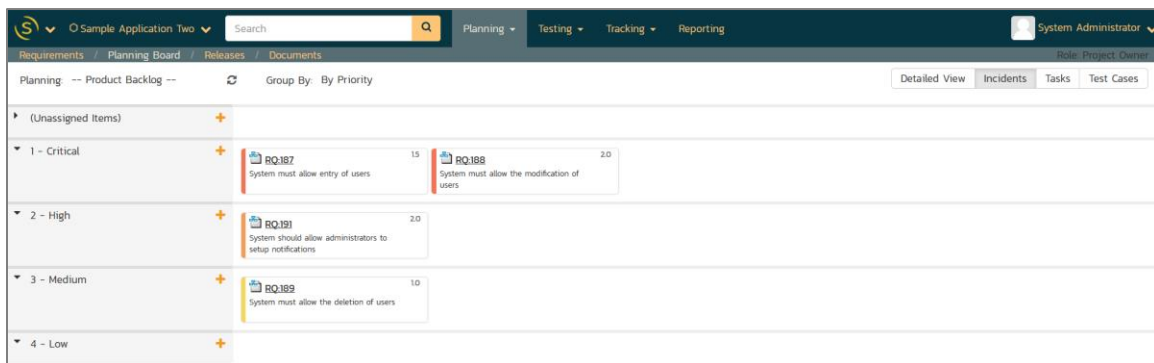 Sample Application Two Search Planning Testing Tracking Reporting System Administrator
Requirements / Planning Board / Releases / Documents Role: Project Owner
Planning: -- Product Backlog -- Group By: By Priority Detailed View Incidents Tasks Test Cases
(Unassigned Items)
1 - Critical
RQ:187 1.5
System must allow entry of users
RQ:188 2.0
System must allow the modification of
users
2 - High
RQ:191 2.0
System should allow administrators to
setup notifications
3 - Medium
RQ:189 1.0
System must allow the deletion of users
4 - Low